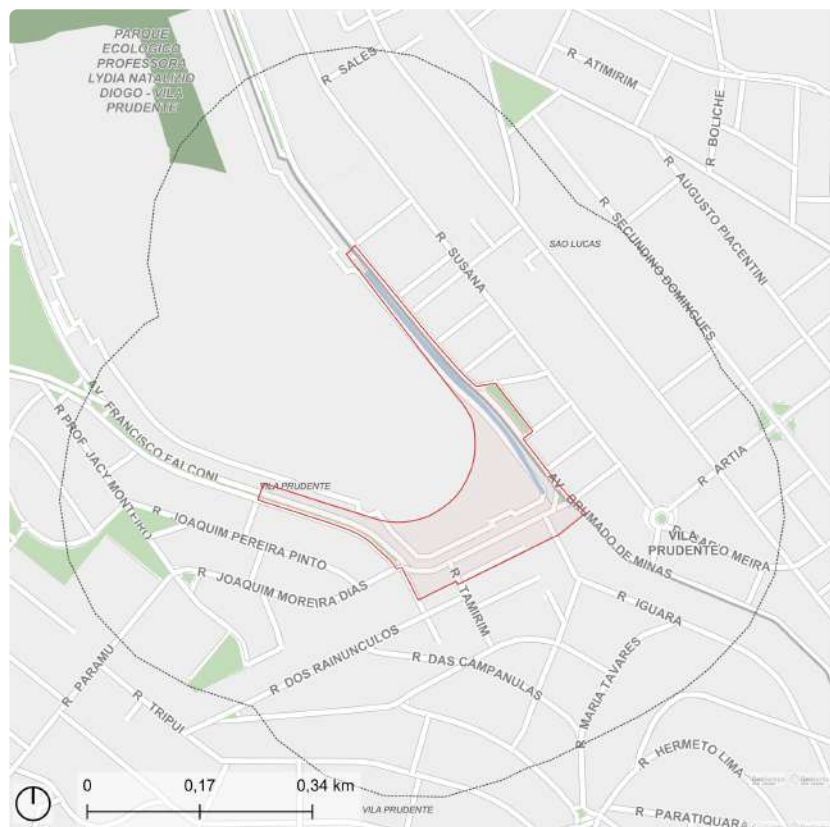 PARQUE
ECOLÓGICO
PROFESSORA
LYDIA NATALIZIO
DIOGO - VILA
PRUDENTE
R SALES
R ATIMIRIM
R BOLICHE
R AUGUSTO PIACENTINI
R SECUNDINO DOMINGUES
SAO LUCAS
R SUSANA
AV FRANCISCO FALCONI
R PROF. JACY MONTEIRO
VILA PRUDENTE
R JOAQUIM PEREIRA PINTO
R JOAQUIM MOREIRA DIAS
R TAMIRIM
AV BRUMADO DE MINAS
R ARTIA
VILA
PRUDENTE
MEIRA
R IGUARA
R DOS RAINUNCULOS
R DAS CAMPANULAS
R MARIA TAVARES
R PARAMU
R TRIPUI
R HERMETO LIMA
R PARATIQUARA
0 0,17 0,34 km
VILA PRUDENTE